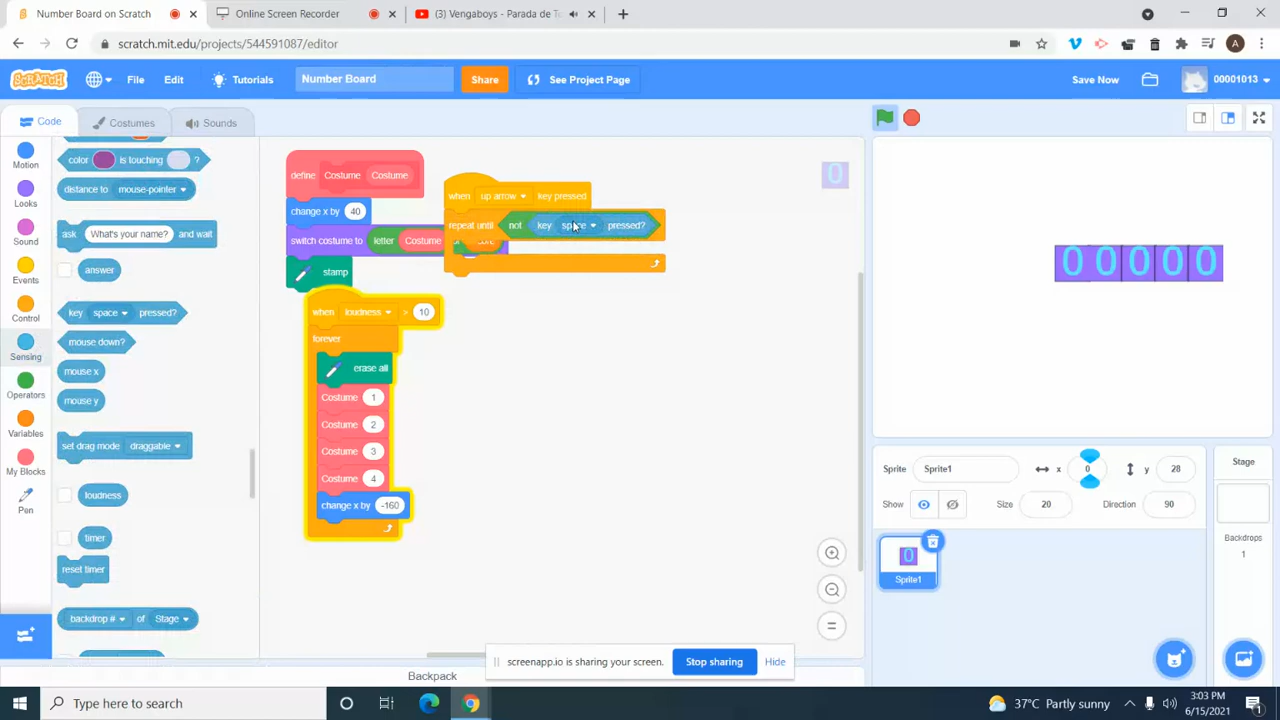 Number Board on Scratch
Online Screen Recorder
(3) Vengaboys - Parada de T
scratch.mit.edu/projects/544591087/editor
A
SCRATCH
File
Edit
Tutorials
Number Board
Share
See Project Page
Save Now
00001013
Code
Costumes
Sounds
Motion
Looks
Sound
Events
Control
Sensing
Operators
Variables
My Blocks
Pen
color is touching ?
distance to mouse-pointer
ask What's your name? and wait
answer
key space pressed?
mouse down?
mouse x
mouse y
set drag mode draggable
loudness
timer
reset timer
backdrop # of Stage
define Costume Costume
change x by 40
switch costume to letter Costume
stamp
when up arrow key pressed
repeat until not key space pressed?
when loudness > 10
forever
erase all
Costume 1
Costume 2
Costume 3
Costume 4
change x by -160
0
0 0 0 0 0
Sprite
Sprite1
x
0
y
28
Show
Size
20
Direction
90
0
Sprite1
Stage
Backdrops
1
Backpack
screenapp.io is sharing your screen.
Stop sharing
Hide
Type here to search
37°C Partly sunny
3:03 PM
6/15/2021
1